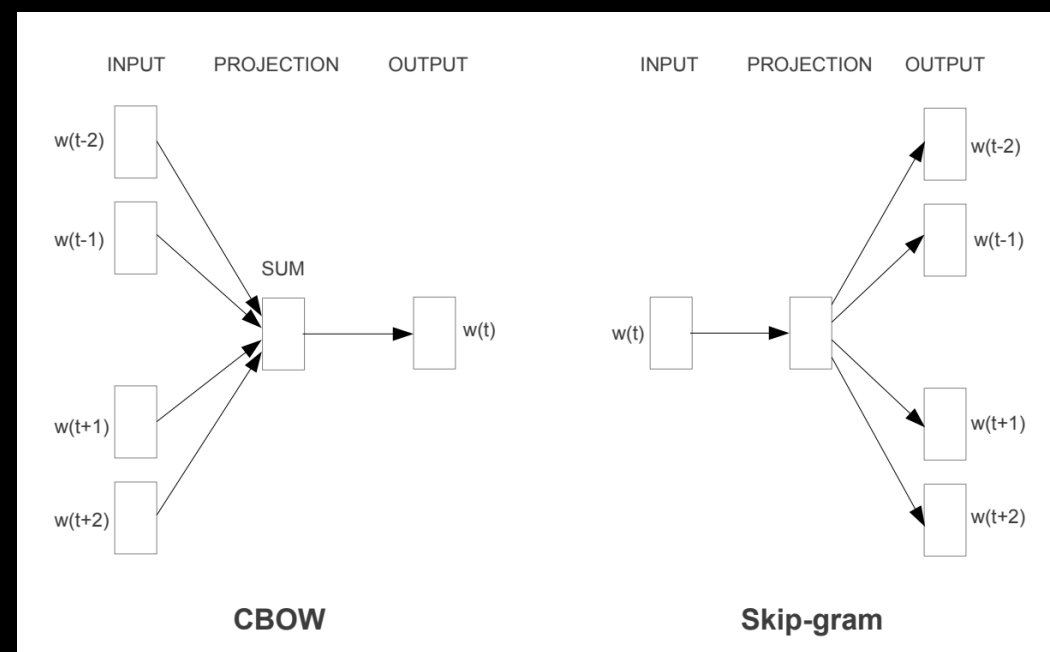 INPUT PROJECTION OUTPUT
w(t-2)
w(t-1)
SUM
w(t)
w(t+1)
w(t+2)
CBOW
INPUT PROJECTION OUTPUT
w(t-2)
w(t-1)
w(t)
w(t+1)
w(t+2)
Skip-gram